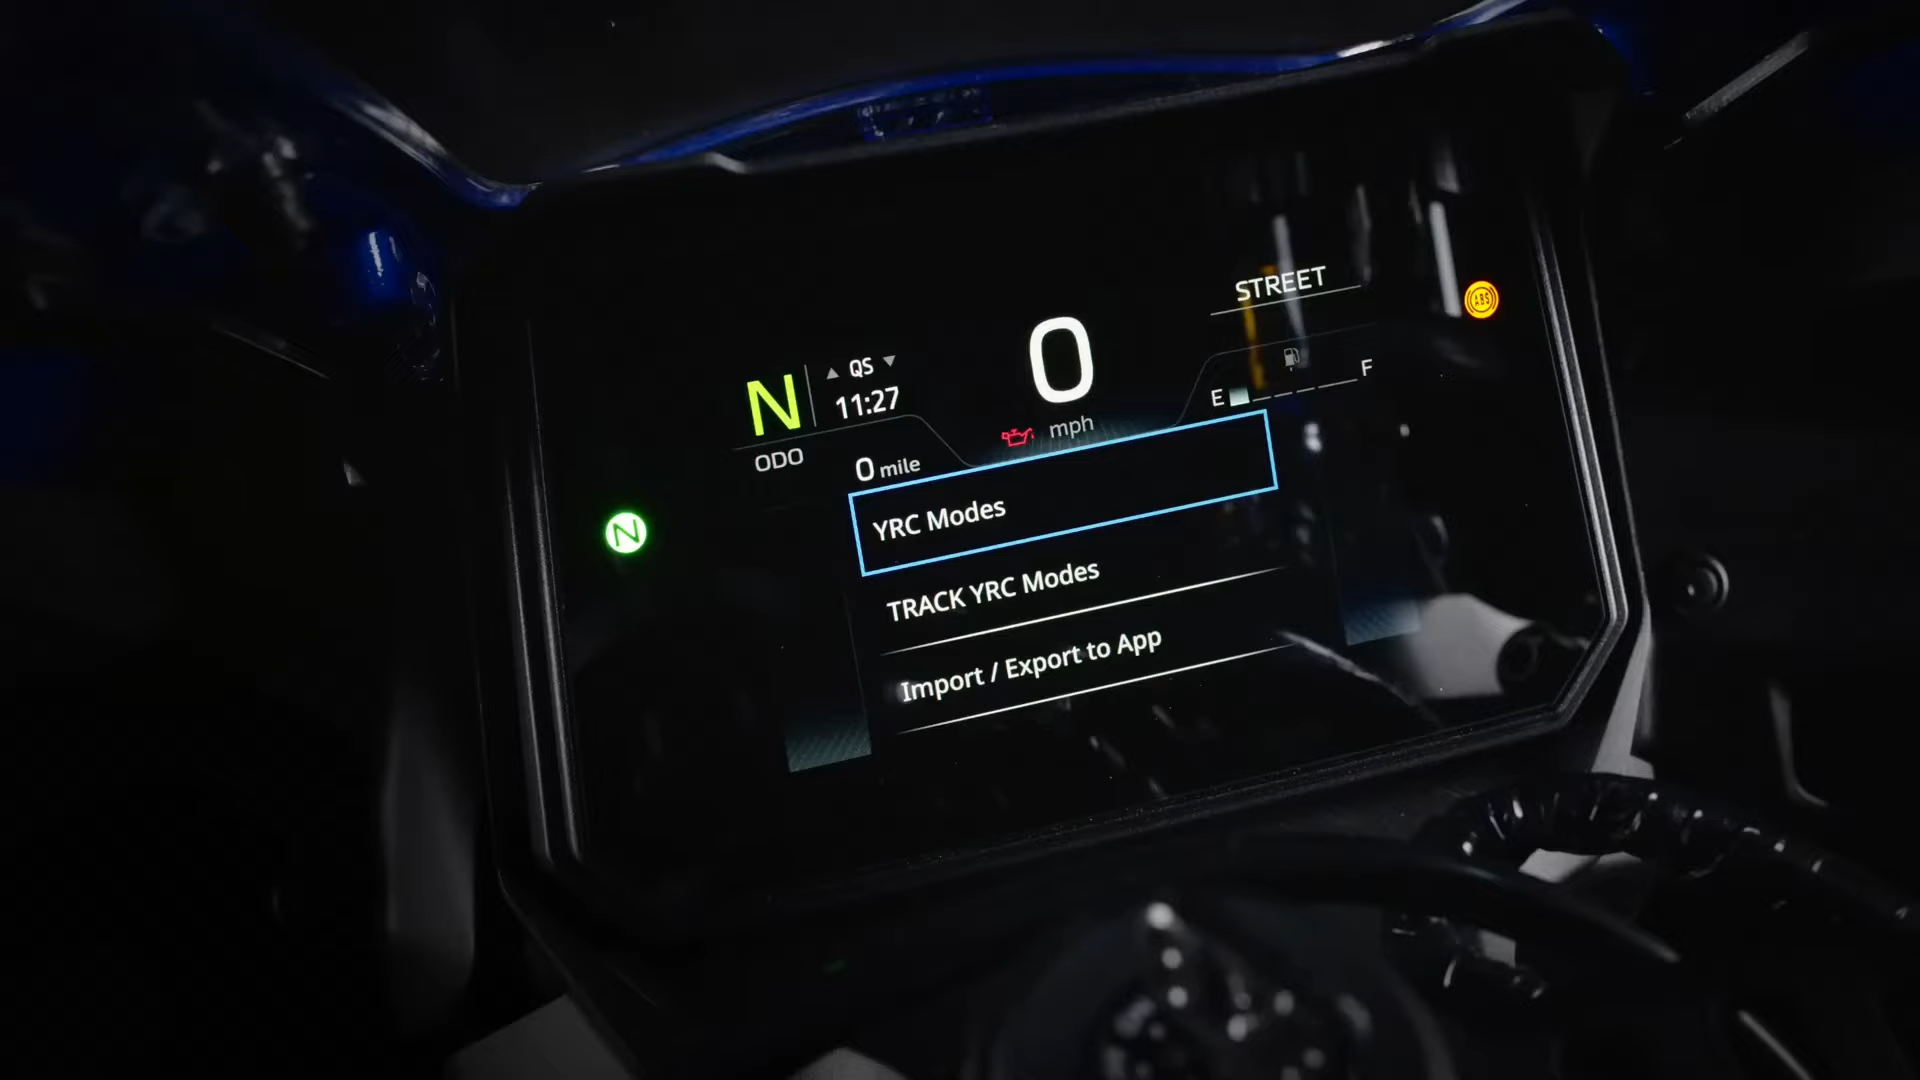 STREET
ABS
N
▲ QS ▼
11:27
0
mph
E
F
ODO
0 mile
N
YRC Modes
TRACK YRC Modes
Import / Export to App